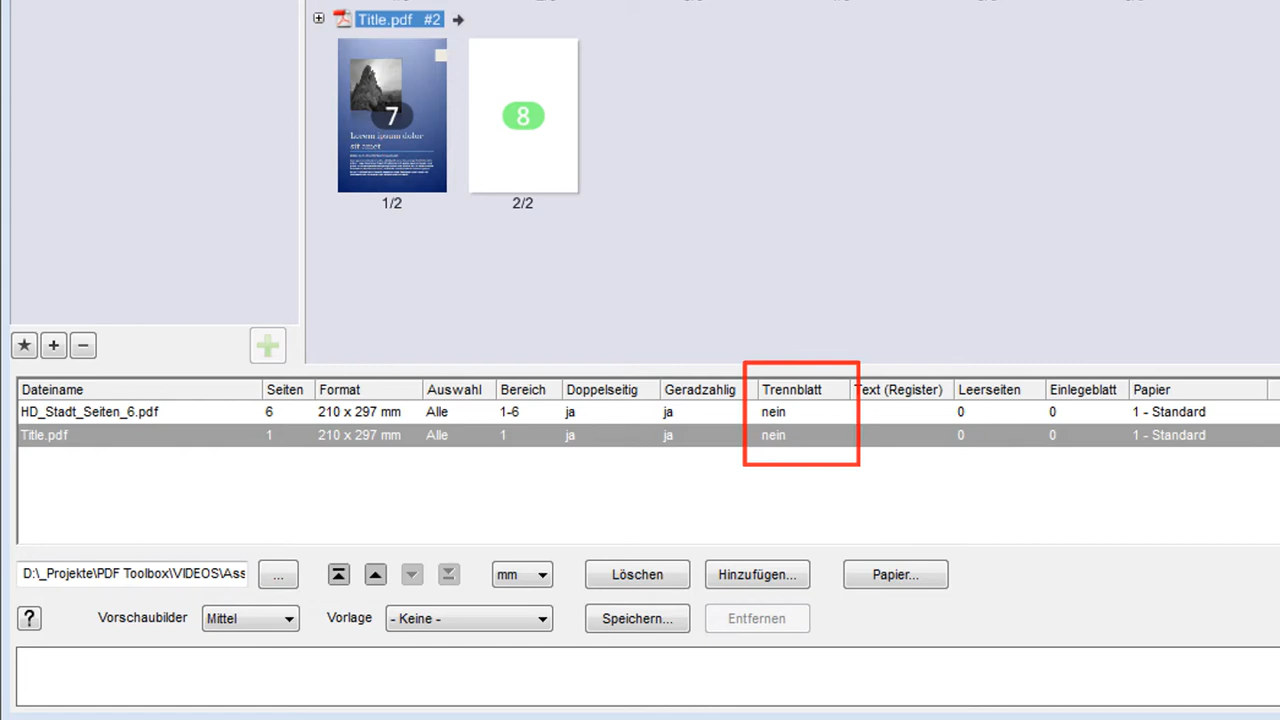 Title.pdf #2
7
8
Lorem ipsum dolor
sit amet
1/2
2/2
Dateiname Seiten Format Auswahl Bereich Doppelseitig Geradzahlig Trennblatt Text (Register) Leerseiten Einlegeblatt Papier
HD_Stadt_Seiten_6.pdf 6 210 x 297 mm Alle 1-6 ja ja nein 0 0 1 - Standard
Title.pdf 1 210 x 297 mm Alle 1 ja ja nein 0 0 1 - Standard
D:\_Projekte\PDF Toolbox\VIDEOS\Ass ... mm Löschen Hinzufügen... Papier...
? Vorschaubilder Mittel Vorlage - Keine - Speichern... Entfernen